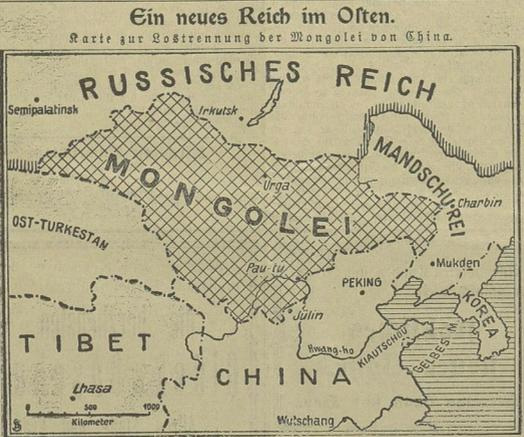 Ein neues Reich im Osten.
Karte zur Lostrennung der Mongolei von China.
RUSSISCHES REICH
Semipalatinsk
Irkutsk
MANDSCHUREI
MONGOLEI
Urga
Charbin
OST-TURKESTAN
Pau-tu
Mukden
PEKING
KOREA
Julin
TIBET
Hwang-ho
KIAUTSCHOU
GELBES M.
CHINA
Lhasa
500
1000
Kilometer
Wutschang